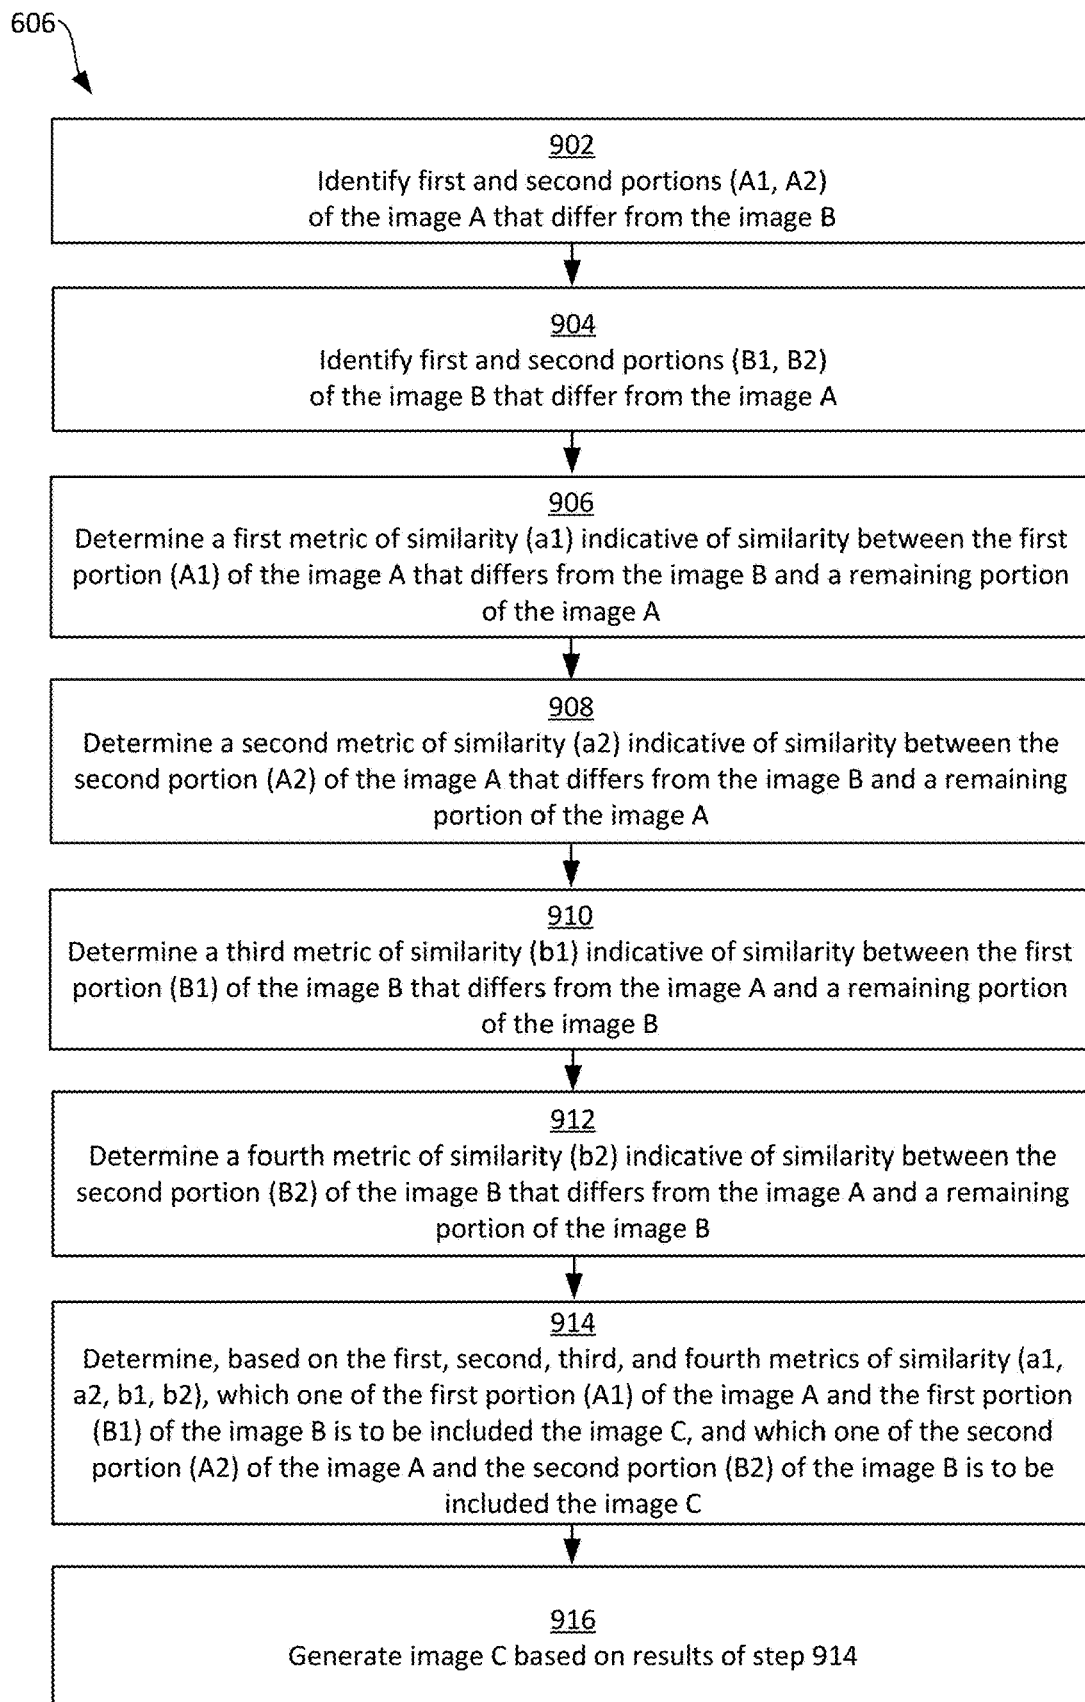 606
902
Identify first and second portions (A1, A2)
of the image A that differ from the image B
904
Identify first and second portions (B1, B2)
of the image B that differ from the image A
906
Determine a first metric of similarity (a1) indicative of similarity between the first
portion (A1) of the image A that differs from the image B and a remaining portion
of the image A
908
Determine a second metric of similarity (a2) indicative of similarity between the
second portion (A2) of the image A that differs from the image B and a remaining
portion of the image A
910
Determine a third metric of similarity (b1) indicative of similarity between the first
portion (B1) of the image B that differs from the image A and a remaining portion
of the image B
912
Determine a fourth metric of similarity (b2) indicative of similarity between the
second portion (B2) of the image B that differs from the image A and a remaining
portion of the image B
914
Determine, based on the first, second, third, and fourth metrics of similarity (a1,
a2, b1, b2), which one of the first portion (A1) of the image A and the first portion
(B1) of the image B is to be included the image C, and which one of the second
portion (A2) of the image A and the second portion (B2) of the image B is to be
included the image C
916
Generate image C based on results of step 914